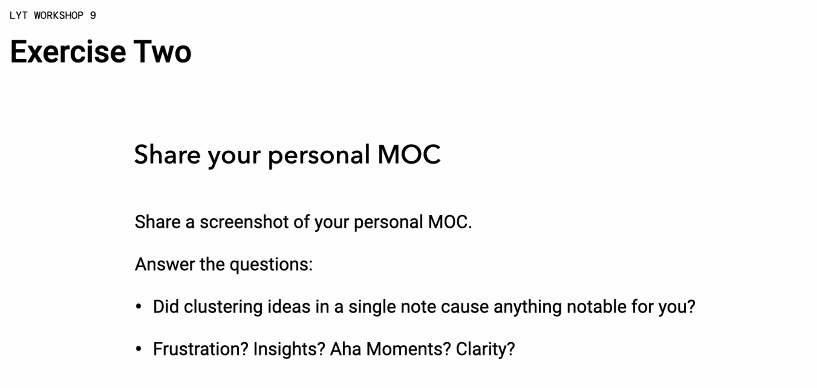 LYT WORKSHOP 9
Exercise Two
Share your personal MOC
Share a screenshot of your personal MOC.
Answer the questions:
• Did clustering ideas in a single note cause anything notable for you?
• Frustration? Insights? Aha Moments? Clarity?